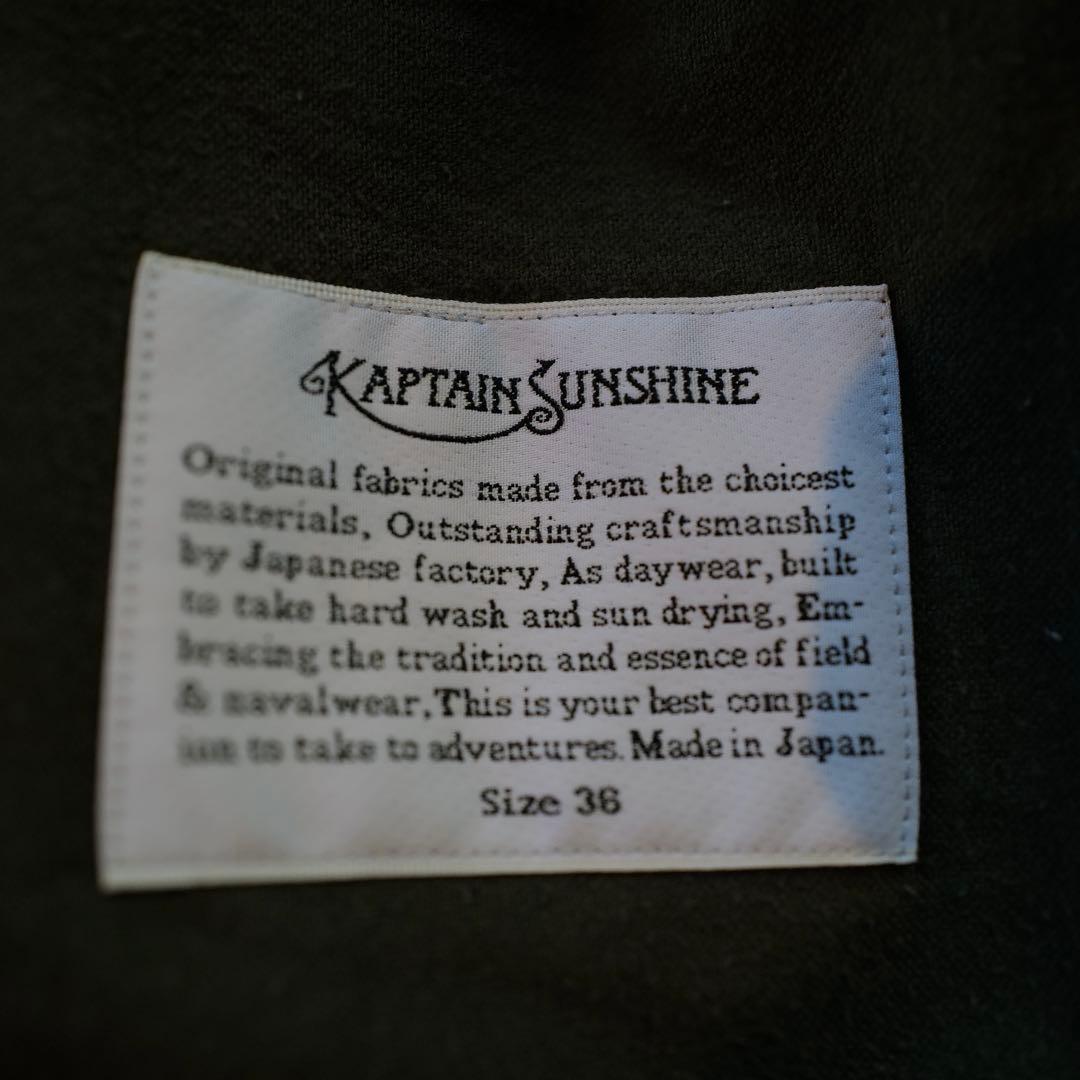 KAPTAIN SUNSHINE
Original fabrics made from the choicest
materials, Outstanding craftsmanship
by Japanese factory, As daywear, built
to take hard wash and sun drying, Em-
bracing the tradition and essence of field
& navalwear, This is your best compan-
ion to take to adventures. Made in Japan.
Size 36